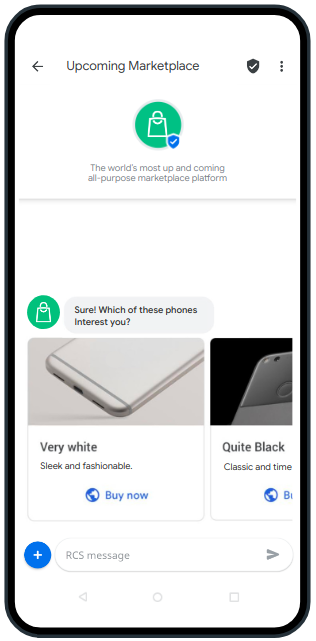 Upcoming Marketplace
The world's most up and coming
all-purpose marketplace platform
Sure! Which of these phones
Interest you?
Very white
Sleek and fashionable.
Buy now
Quite Black
Classic and time
Bu
RCS message